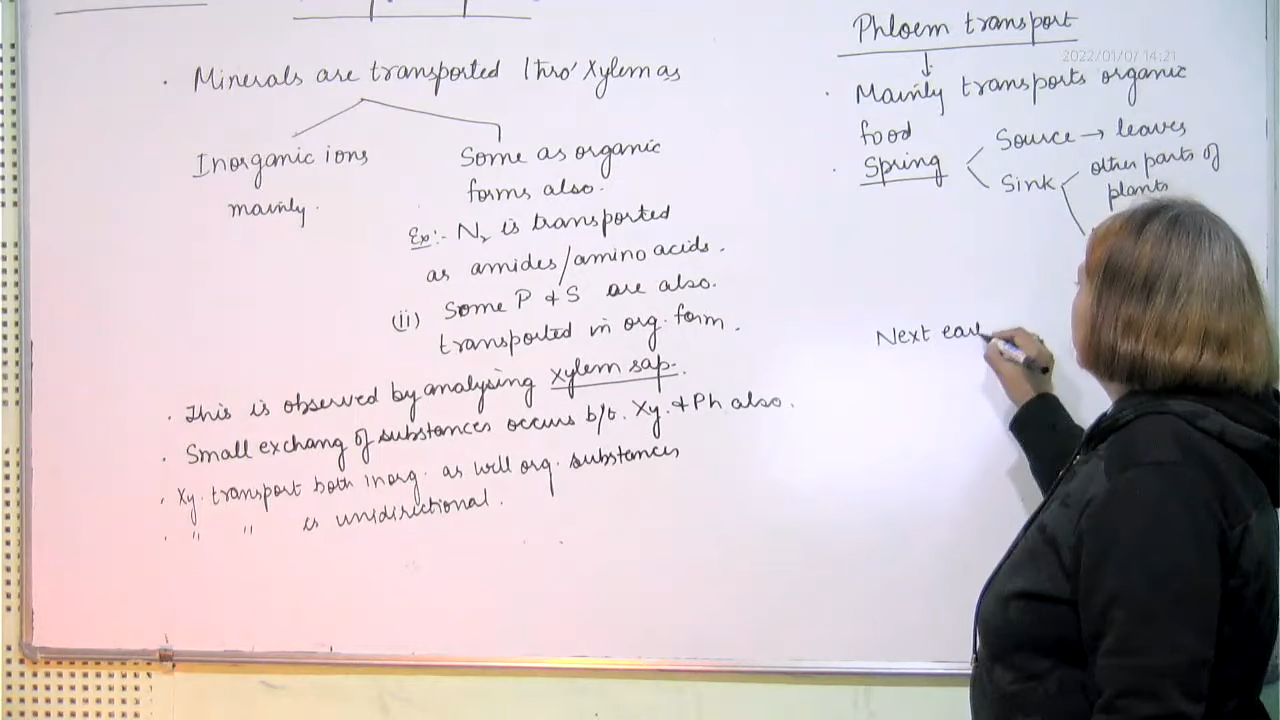 . Minerals are transported thro' Xylem as
Inorganic ions
mainly.
Some as organic
forms also.
Ex:- N2 is transported
as amides/amino acids.
(ii) Some P & S are also.
transported in org. form.
. This is observed by analysing xylem sap.
. Small exchang of substances occurs b/t. Xy. & Ph also.
. Xy. transport both inorg. as well org. substances
. " " is unidirectional.
Phloem transport
2022/01/07 14:21
. Mainly transports organic
food
. Spring
Source → leaves
Sink
other parts of
plants
Next earl